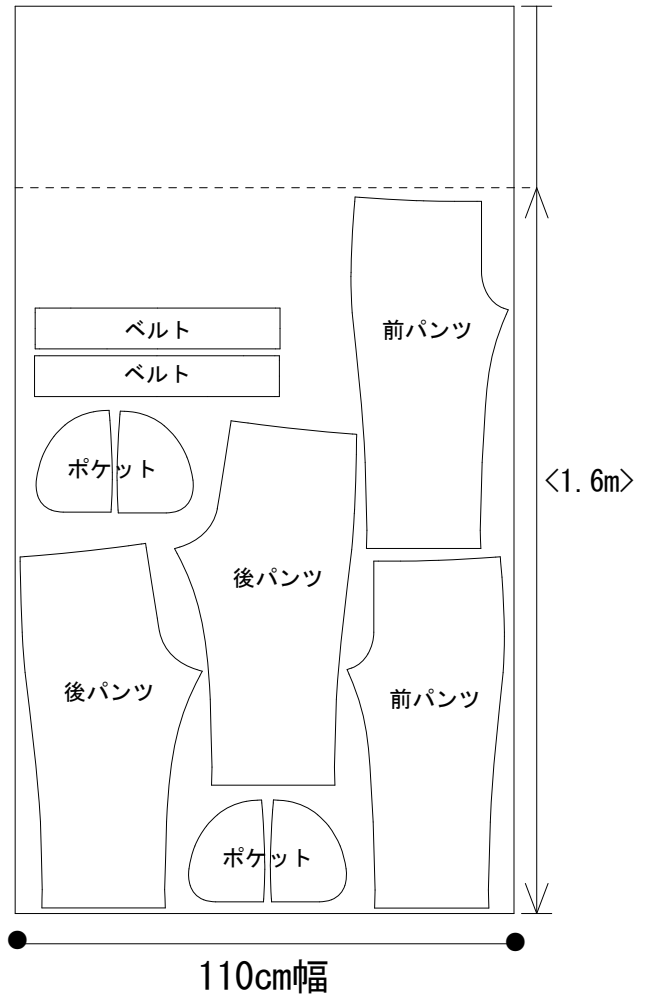 ベルト
前パンツ
ベルト
ポケット
<1.6m>
後パンツ
後パンツ
前パンツ
ポケット
110cm幅